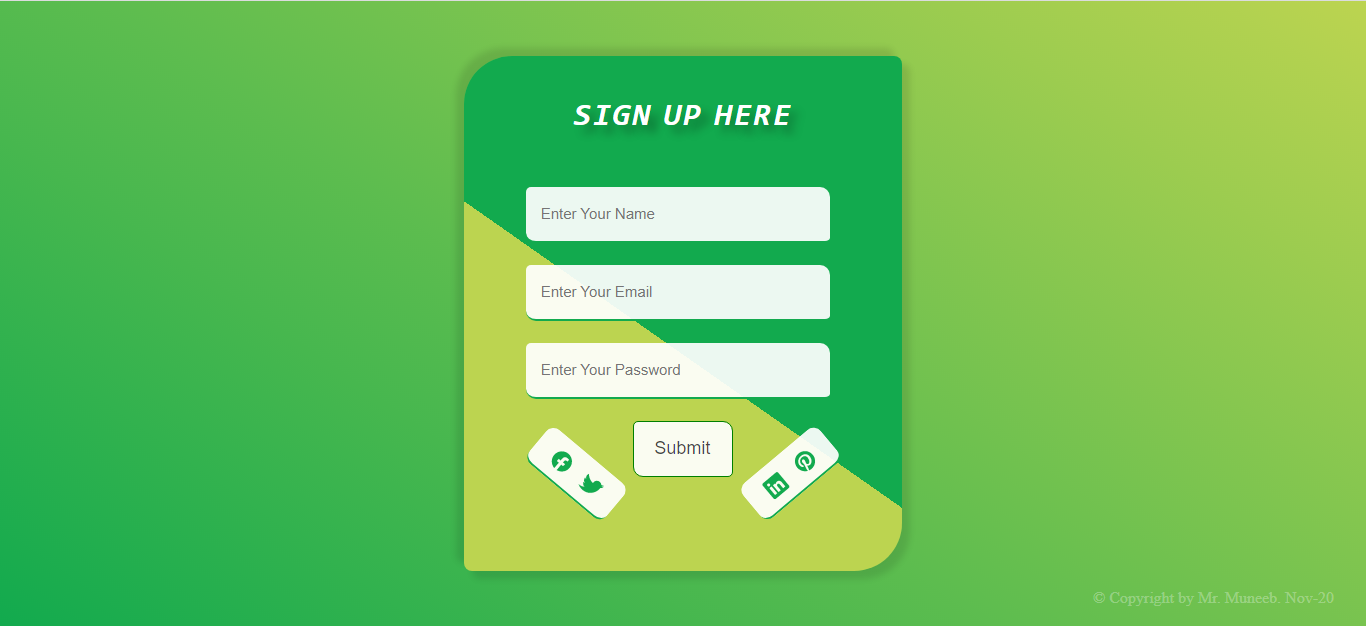 SIGN UP HERE
Enter Your Name
Enter Your Email
Enter Your Password
Submit
© Copyright by Mr. Muneeb. Nov-20